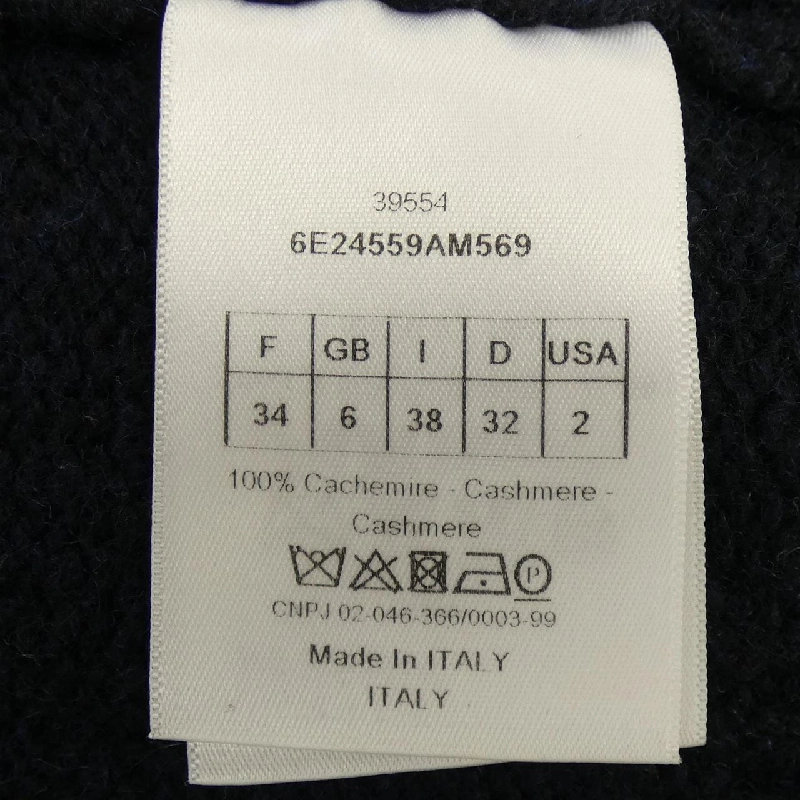 39554
6E24559AM569
F GB I D USA
34 6 38 32 2
100% Cachemire - Cashmere -
Cashmere
P
CNPJ 02-046-366/0003-99
Made In ITALY
ITALY